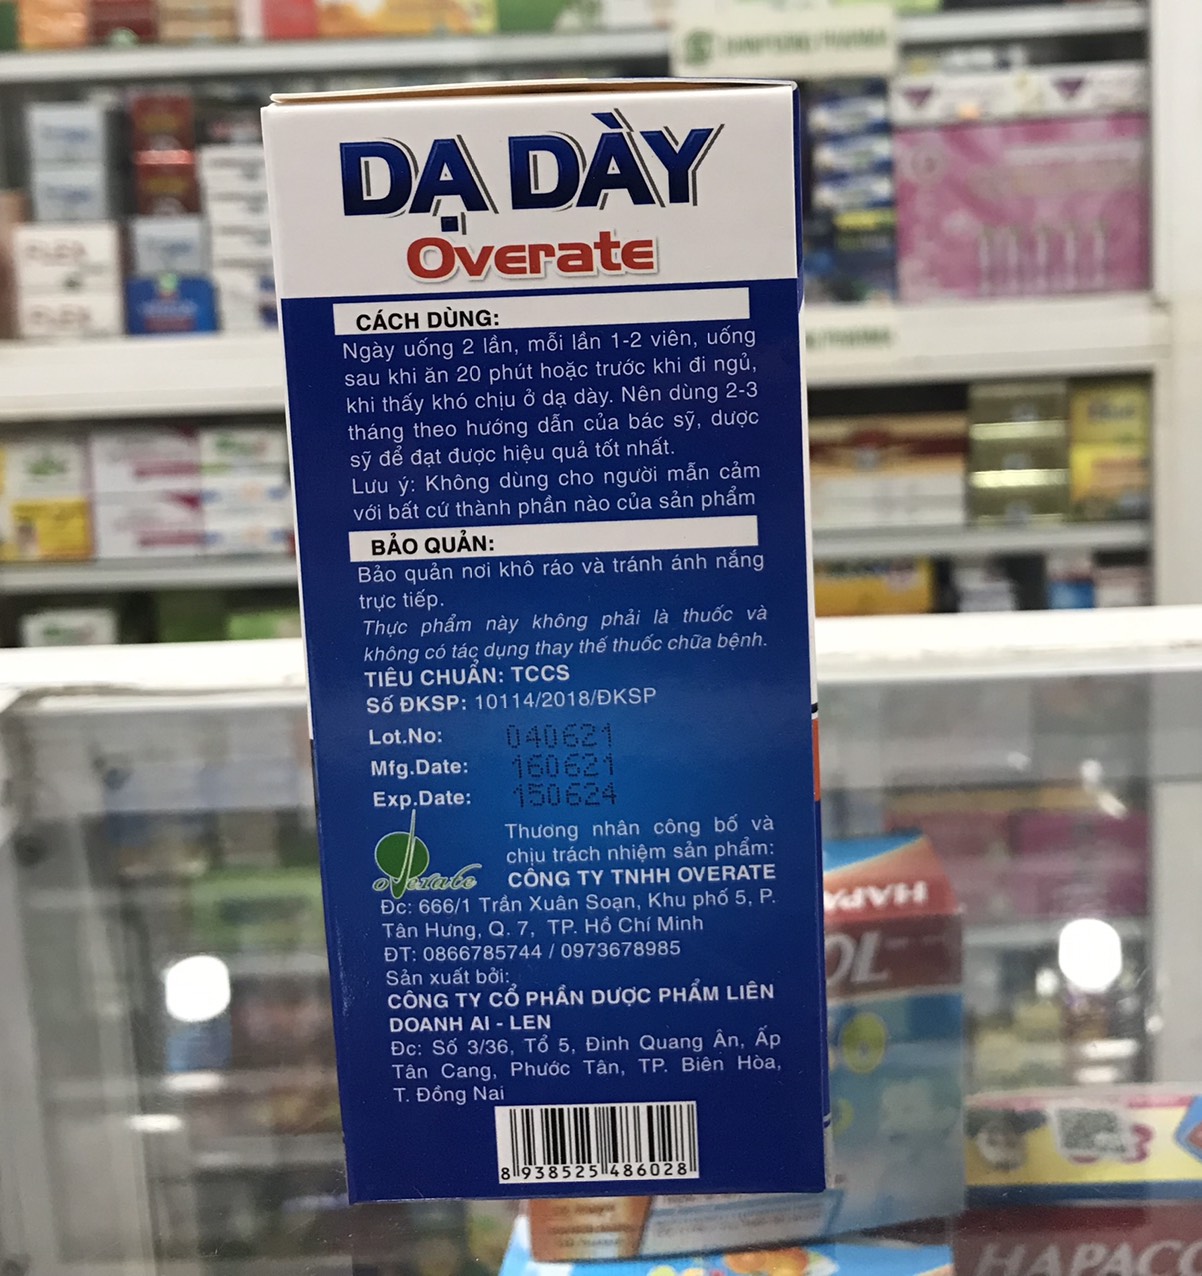 DẠ DÀY
Overate
CÁCH DÙNG:
Ngày uống 2 lần, mỗi lần 1-2 viên, uống
sau khi ăn 20 phút hoặc trước khi đi ngủ,
khi thấy khó chịu ở dạ dày. Nên dùng 2-3
tháng theo hướng dẫn của bác sỹ, dược
sỹ để đạt được hiệu quả tốt nhất.
Lưu ý: Không dùng cho người mẫn cảm
với bất cứ thành phần nào của sản phẩm
BẢO QUẢN:
Bảo quản nơi khô ráo và tránh ánh nắng
trực tiếp.
Thực phẩm này không phải là thuốc và
không có tác dụng thay thế thuốc chữa bệnh.
TIÊU CHUẨN: TCCS
Số ĐKSP: 10114/2018/ĐKSP
Lot.No: 040621
Mfg.Date: 160621
Exp.Date: 150624
overate
Thương nhân công bố và
chịu trách nhiệm sản phẩm:
CÔNG TY TNHH OVERATE
Đc: 666/1 Trần Xuân Soạn, Khu phố 5, P.
Tân Hưng, Q. 7, TP. Hồ Chí Minh
ĐT: 0866785744 / 0973678985
Sản xuất bởi:
CÔNG TY CỔ PHẦN DƯỢC PHẨM LIÊN
DOANH AI - LEN
Đc: Số 3/36, Tổ 5, Đinh Quang Ân, Ấp
Tân Cang, Phước Tân, TP. Biên Hòa,
T. Đồng Nai
8 938525 486028
HAPACO